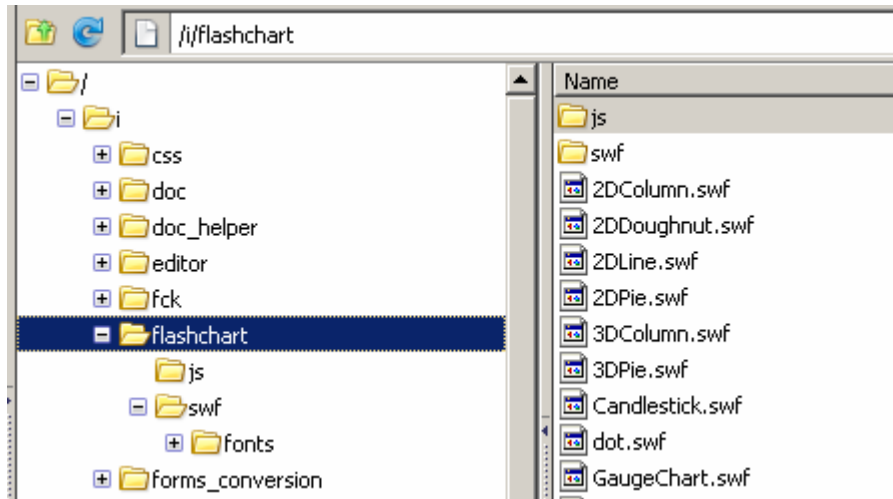 /i/flashchart
/
i
css
doc
doc_helper
editor
fck
flashchart
js
swf
fonts
forms_conversion
Name
js
swf
2DColumn.swf
2DDoughnut.swf
2DLine.swf
2DPie.swf
3DColumn.swf
3DPie.swf
Candlestick.swf
dot.swf
GaugeChart.swf